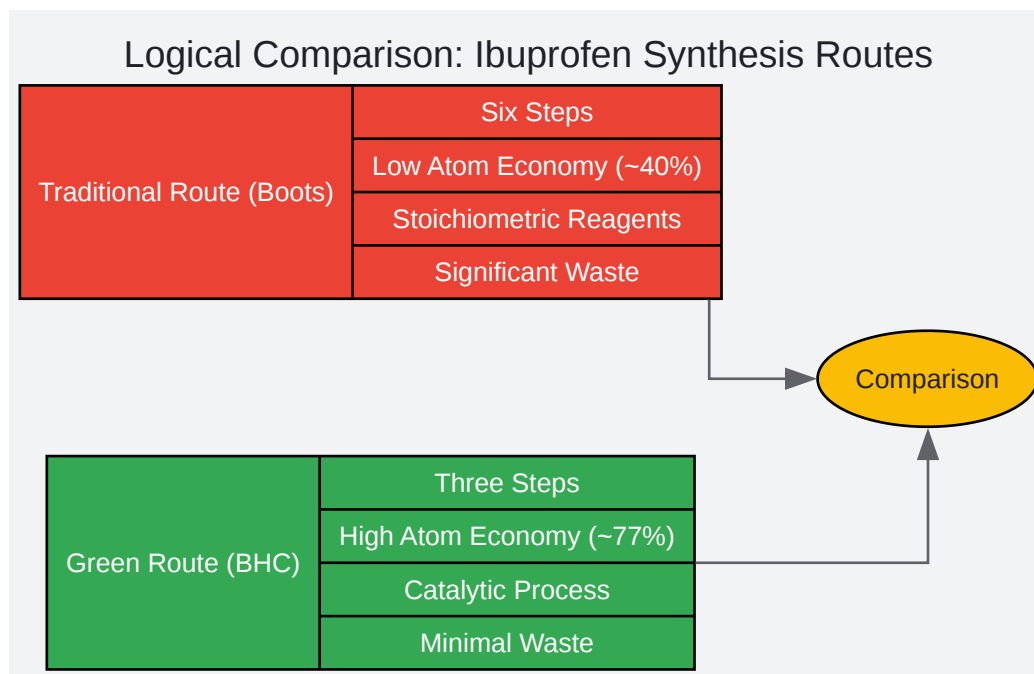 Logical Comparison: Ibuprofen Synthesis Routes
Traditional Route (Boots)
Six Steps
Low Atom Economy (~40%)
Stoichiometric Reagents
Significant Waste
Comparison
Green Route (BHC)
Three Steps
High Atom Economy (~77%)
Catalytic Process
Minimal Waste